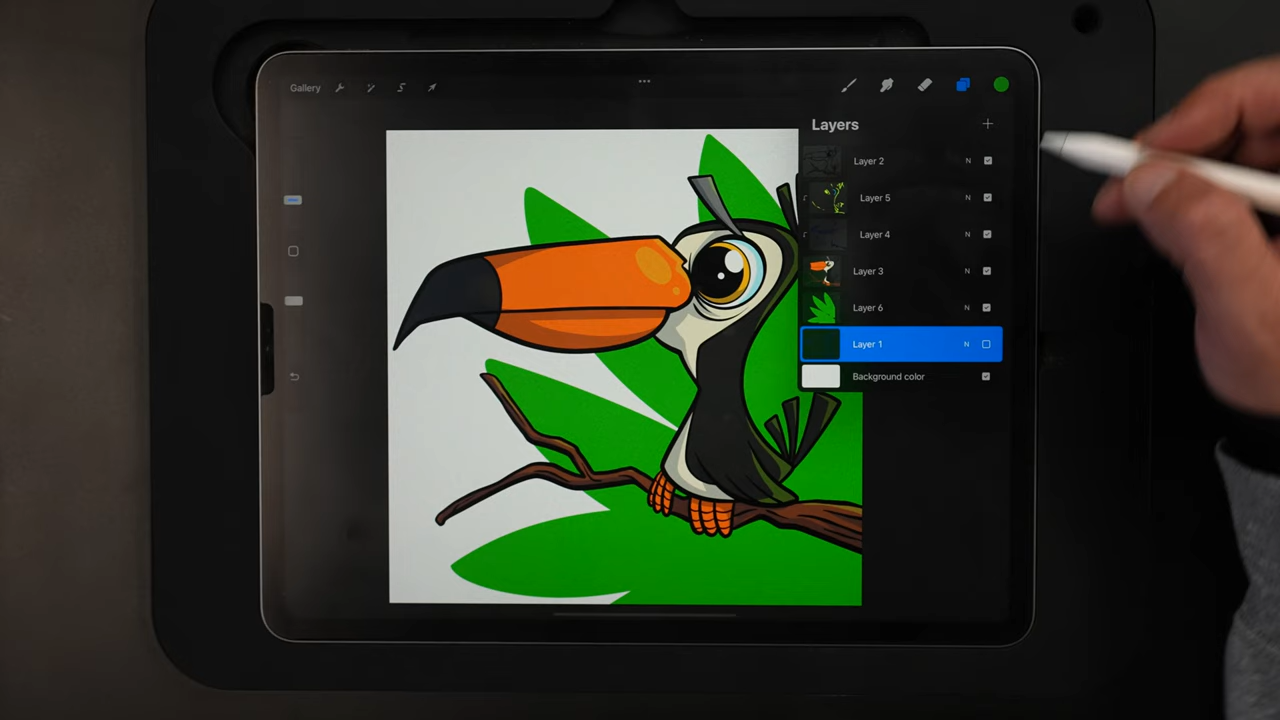 Gallery
Layers
Layer 2 N
Layer 5 N
Layer 4 N
Layer 3 N
Layer 6 N
Layer 1 N
Background color